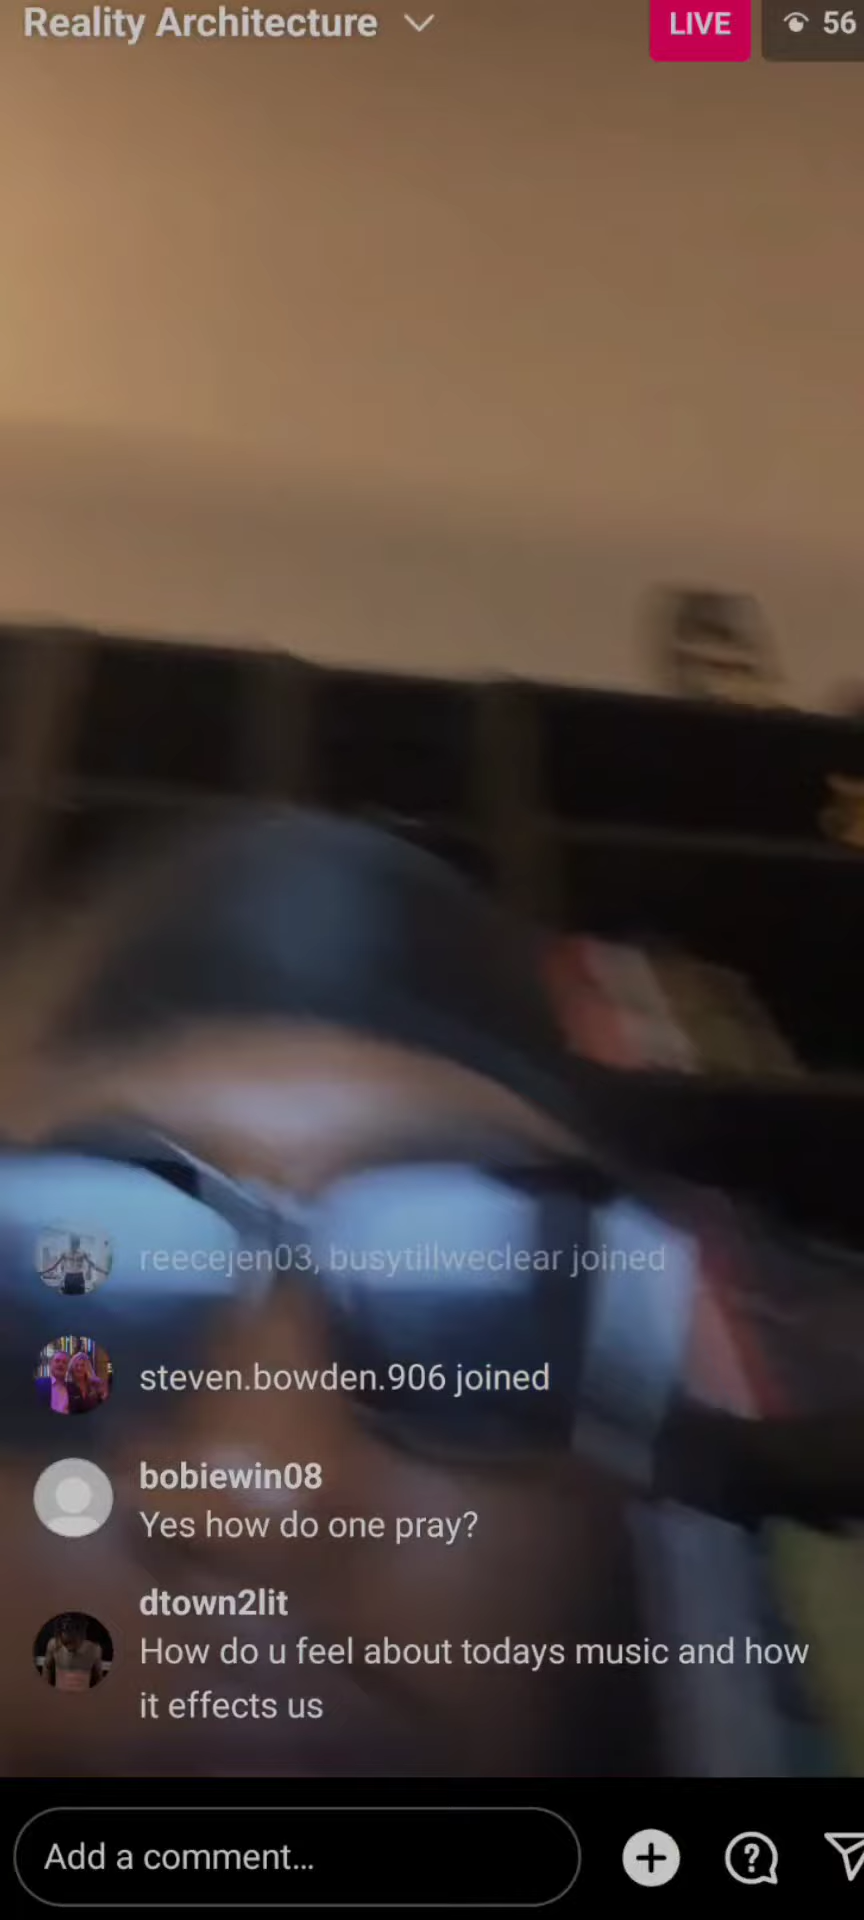 Reality Architecture
LIVE
56
reecejen03, busytillweclear joined
steven.bowden.906 joined
bobiewin08
Yes how do one pray?
dtown2lit
How do u feel about todays music and how
it effects us
Add a comment...